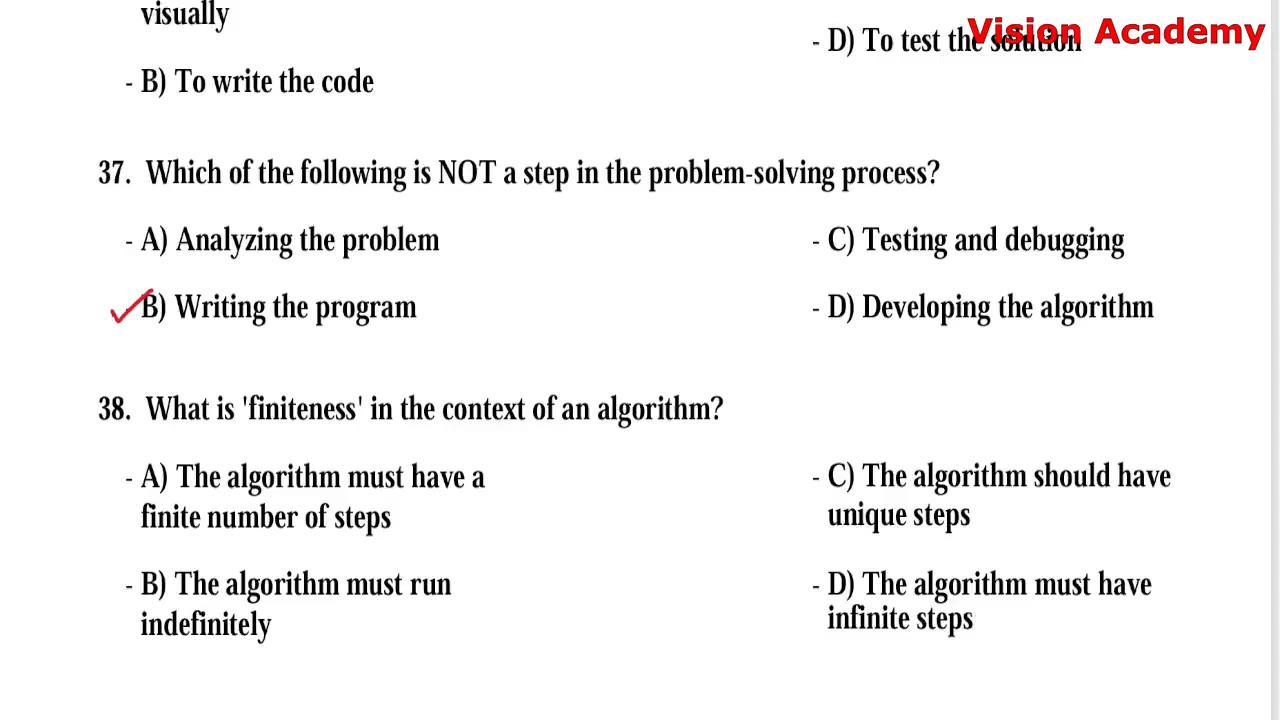 visually
- D) To test the solution
Vision Academy
- B) To write the code
37. Which of the following is NOT a step in the problem-solving process?
- A) Analyzing the problem
- C) Testing and debugging
B) Writing the program
- D) Developing the algorithm
38. What is 'finiteness' in the context of an algorithm?
- A) The algorithm must have a
finite number of steps
- C) The algorithm should have
unique steps
- B) The algorithm must run
indefinitely
- D) The algorithm must have
infinite steps